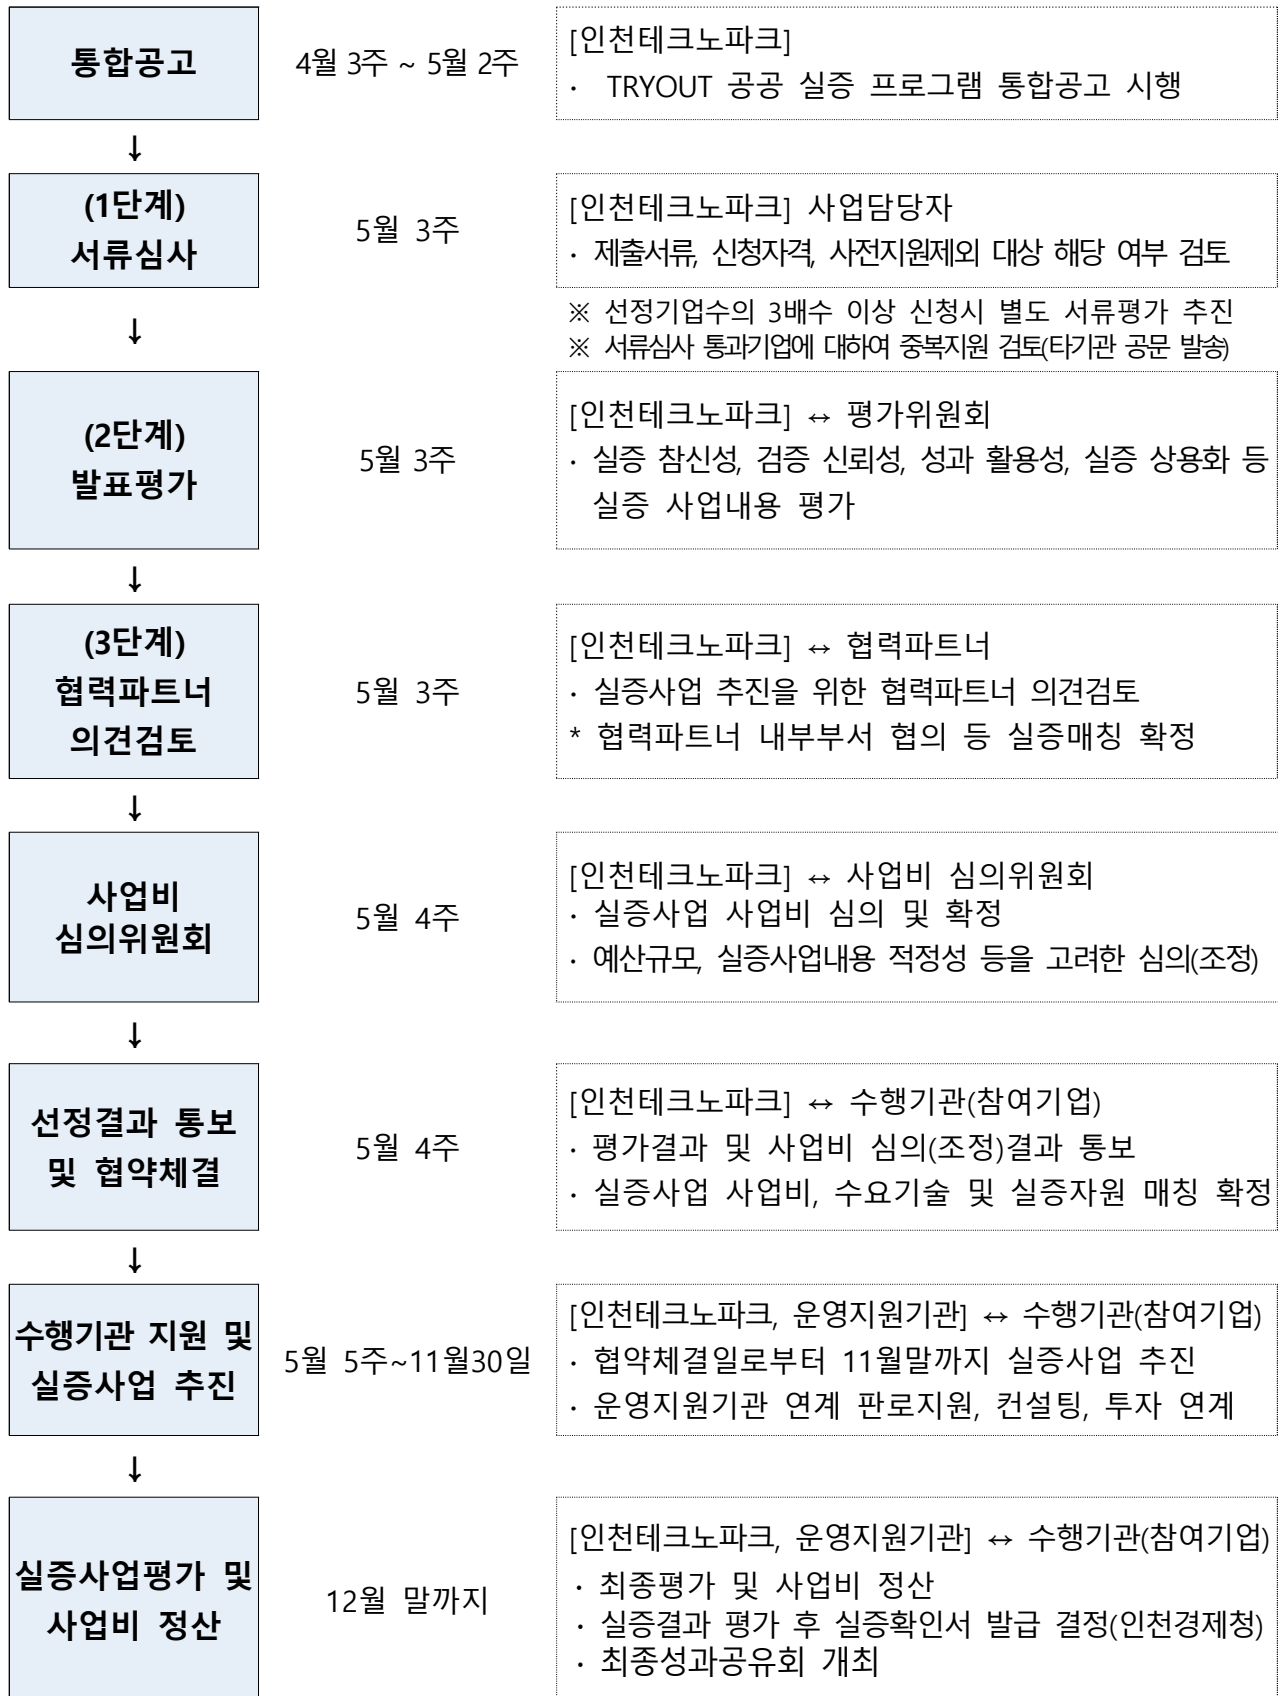 통합공고
4월 3주 ~ 5월 2주
[인천테크노파크]
· TRYOUT 공공 실증 프로그램 통합공고 시행
↓
(1단계)
서류심사
5월 3주
[인천테크노파크] 사업담당자
· 제출서류, 신청자격, 사전지원제외 대상 해당 여부 검토
↓
※ 선정기업수의 3배수 이상 신청시 별도 서류평가 추진
※ 서류심사 통과기업에 대하여 중복지원 검토(타기관 공문 발송)
(2단계)
발표평가
5월 3주
[인천테크노파크] ↔ 평가위원회
· 실증 참신성, 검증 신뢰성, 성과 활용성, 실증 상용화 등
실증 사업내용 평가
↓
(3단계)
협력파트너
의견검토
5월 3주
[인천테크노파크] ↔ 협력파트너
· 실증사업 추진을 위한 협력파트너 의견검토
* 협력파트너 내부부서 협의 등 실증매칭 확정
↓
사업비
심의위원회
5월 4주
[인천테크노파크] ↔ 사업비 심의위원회
· 실증사업 사업비 심의 및 확정
· 예산규모, 실증사업내용 적정성 등을 고려한 심의(조정)
↓
선정결과 통보
및 협약체결
5월 4주
[인천테크노파크] ↔ 수행기관(참여기업)
· 평가결과 및 사업비 심의(조정)결과 통보
· 실증사업 사업비, 수요기술 및 실증자원 매칭 확정
↓
수행기관 지원 및
실증사업 추진
5월 5주~11월30일
[인천테크노파크, 운영지원기관] ↔ 수행기관(참여기업)
· 협약체결일로부터 11월말까지 실증사업 추진
· 운영지원기관 연계 판로지원, 컨설팅, 투자 연계
↓
실증사업평가 및
사업비 정산
12월 말까지
[인천테크노파크, 운영지원기관] ↔ 수행기관(참여기업)
· 최종평가 및 사업비 정산
· 실증결과 평가 후 실증확인서 발급 결정(인천경제청)
· 최종성과공유회 개최